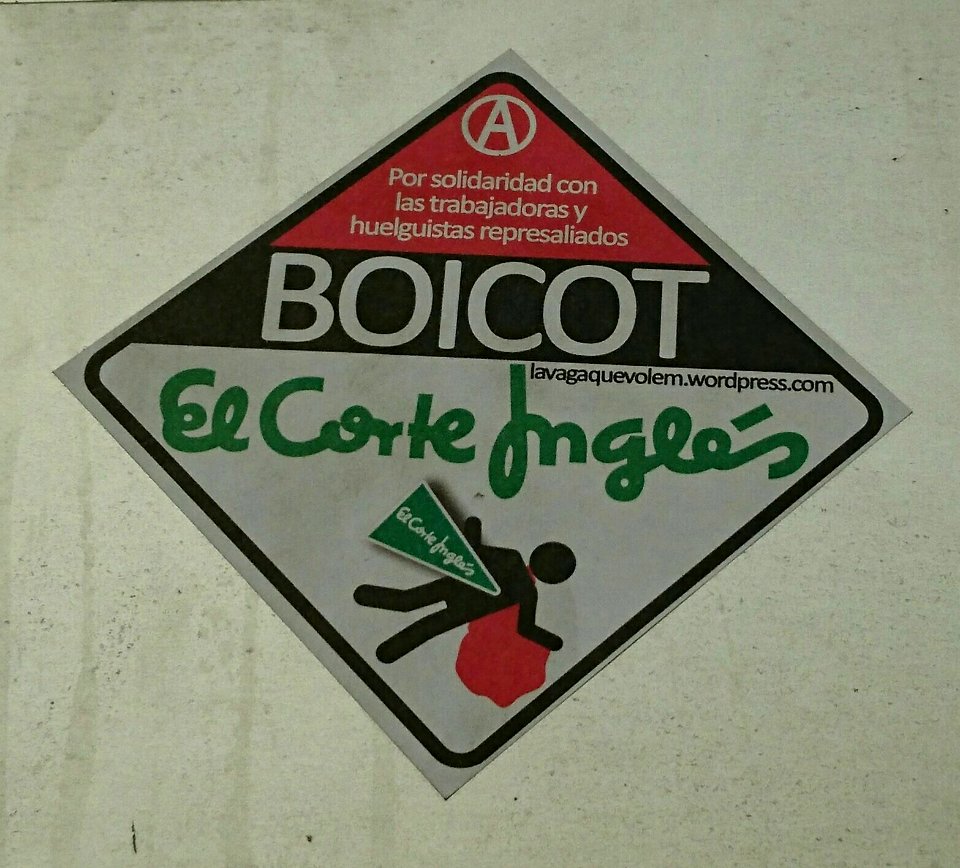 A
Por solidaridad con
las trabajadoras y
huelguistas represaliados
BOICOT
lavagaquevolem.wordpress.com
El Corte Inglés
El Corte Inglés